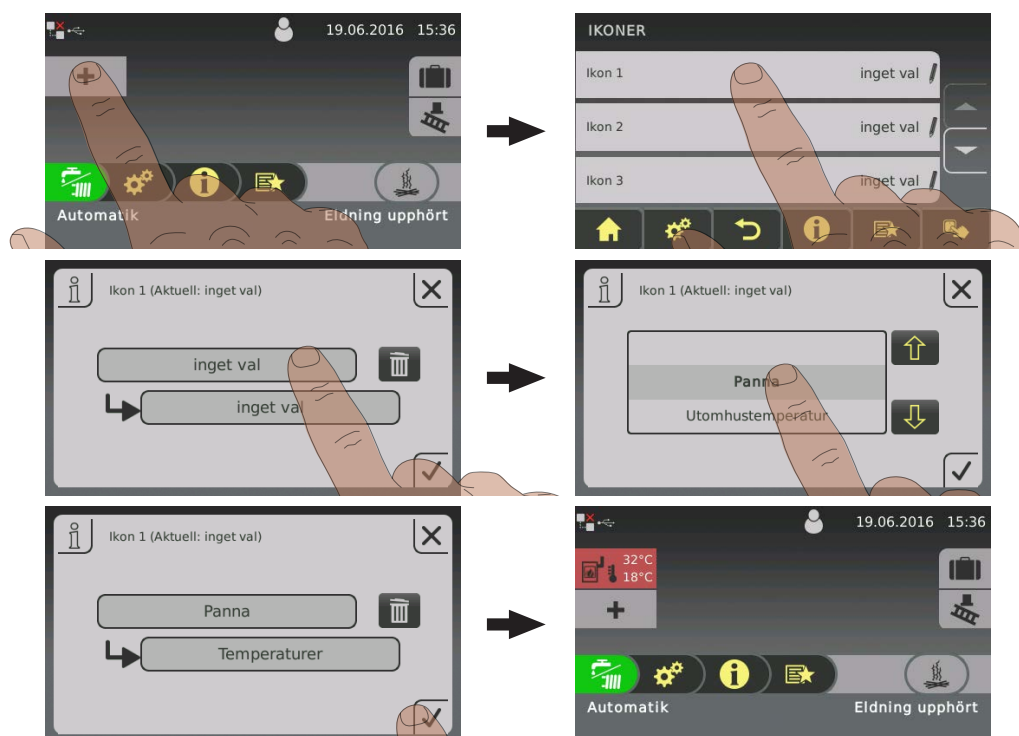 19.06.2016 15:36
Automatik Eldning upphört
IKONER
Ikon 1 inget val
Ikon 2 inget val
Ikon 3 inget val
Ikon 1 (Aktuell: inget val)
inget val
inget val
Ikon 1 (Aktuell: inget val)
Panna
Utomhustemperatur
Ikon 1 (Aktuell: inget val)
Panna
Temperaturer
19.06.2016 15:36
32°C
18°C
Automatik Eldning upphört